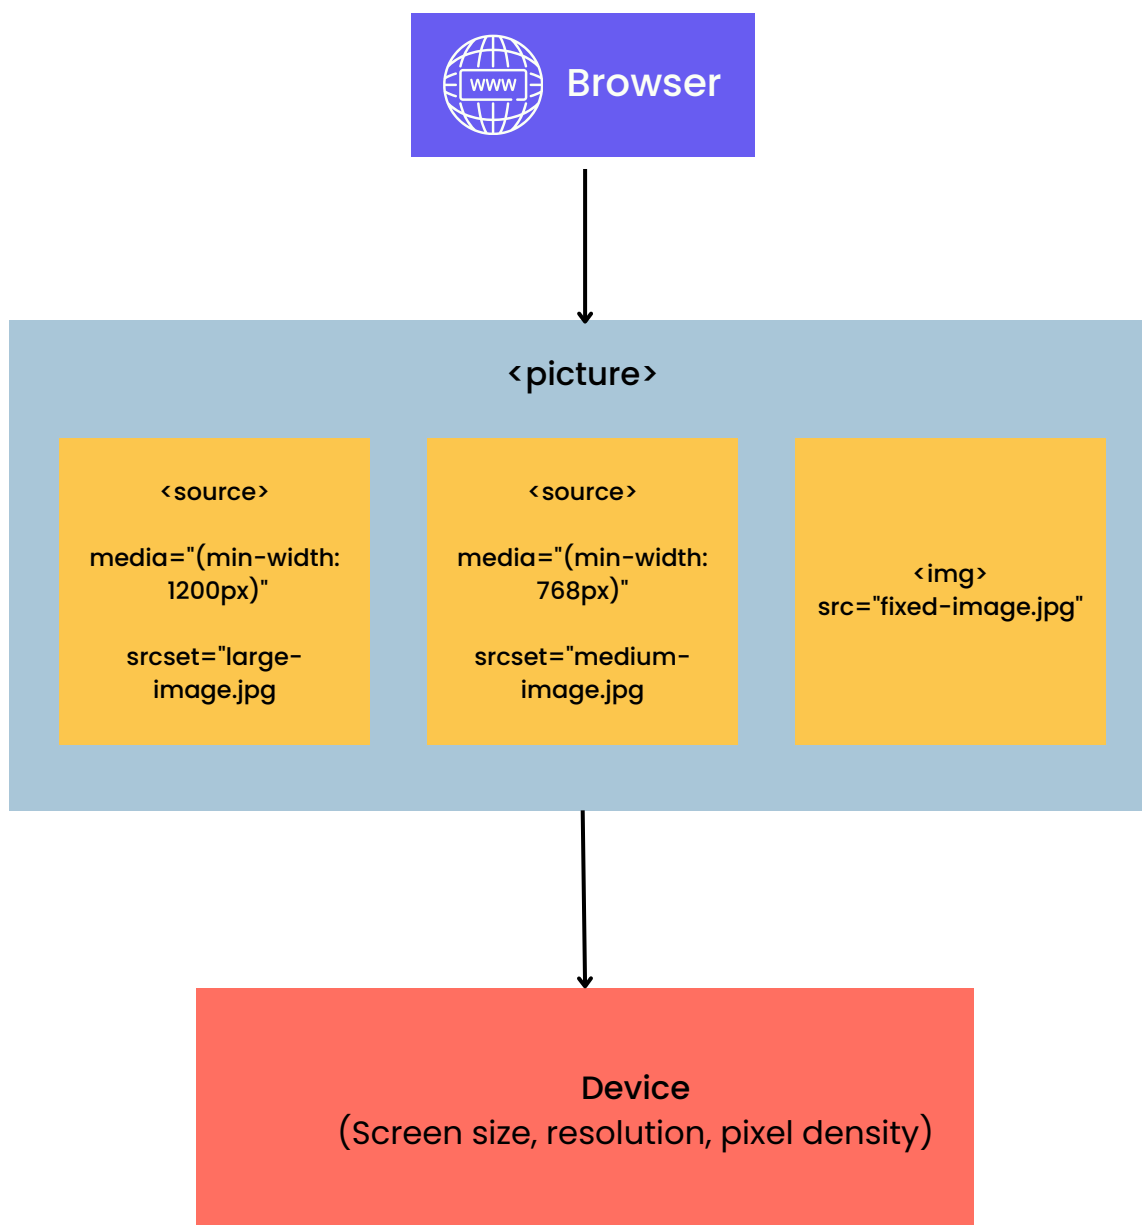 www
Browser
<picture>
<source>
media="(min-width:
1200px)"
srcset="large-
image.jpg
<source>
media="(min-width:
768px)"
srcset="medium-
image.jpg
<img>
src="fixed-image.jpg"
Device
(Screen size, resolution, pixel density)